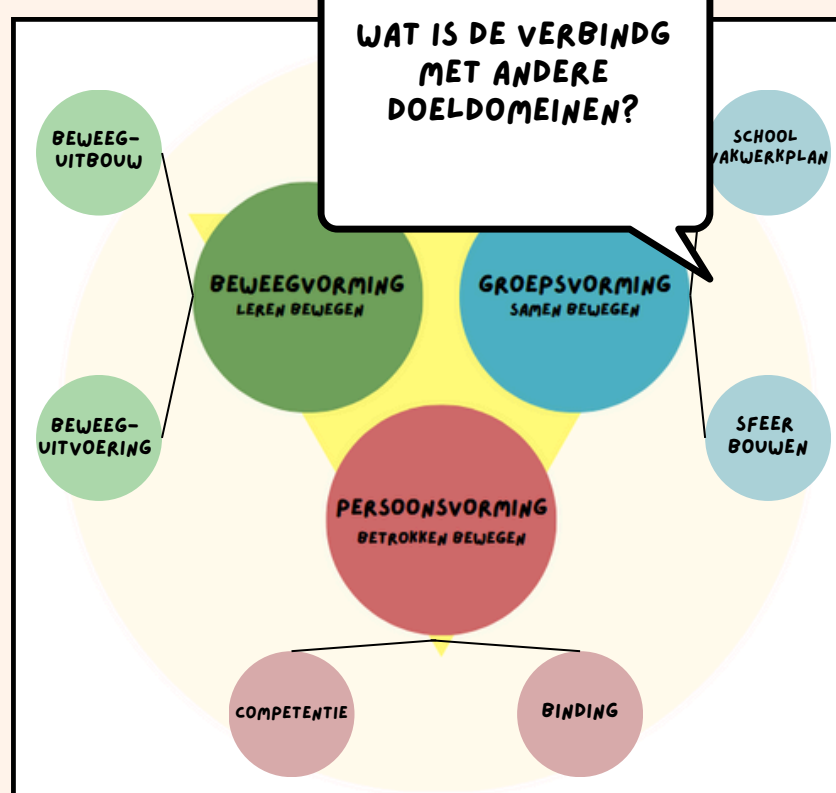 WAT IS DE VERBINDG
MET ANDERE
DOELDOMEINEN?
BEWEEG-
UITBOUW
SCHOOL
VAKWERKPLAN
BEWEEGVORMING
LEREN BEWEGEN
GROEPSVORMING
SAMEN BEWEGEN
BEWEEG-
UITVOERING
SFEER
BOUWEN
PERSOONSVORMING
BETROKKEN BEWEGEN
COMPETENTIE
BINDING